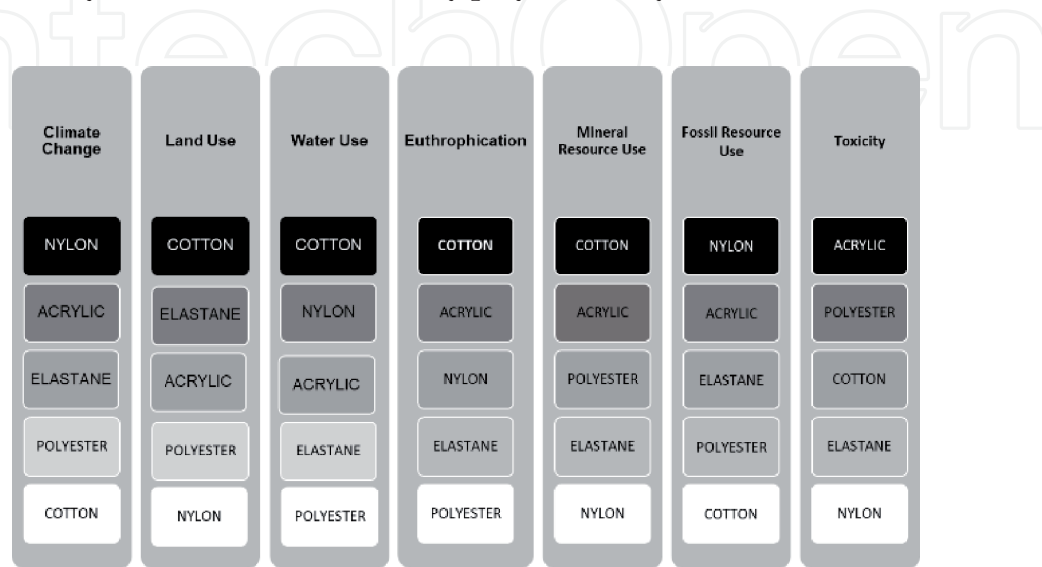 Climate
Change
Land Use
Water Use
Euthrophication
Mineral
Resource Use
Fossil Resource
Use
Toxicity
NYLON
COTTON
COTTON
COTTON
COTTON
NYLON
ACRYLIC
ACRYLIC
ELASTANE
NYLON
ACRYLIC
ACRYLIC
ACRYLIC
POLYESTER
ELASTANE
ACRYLIC
ACRYLIC
NYLON
POLYESTER
ELASTANE
COTTON
POLYESTER
POLYESTER
ELASTANE
ELASTANE
ELASTANE
POLYESTER
ELASTANE
COTTON
NYLON
POLYESTER
POLYESTER
NYLON
COTTON
NYLON